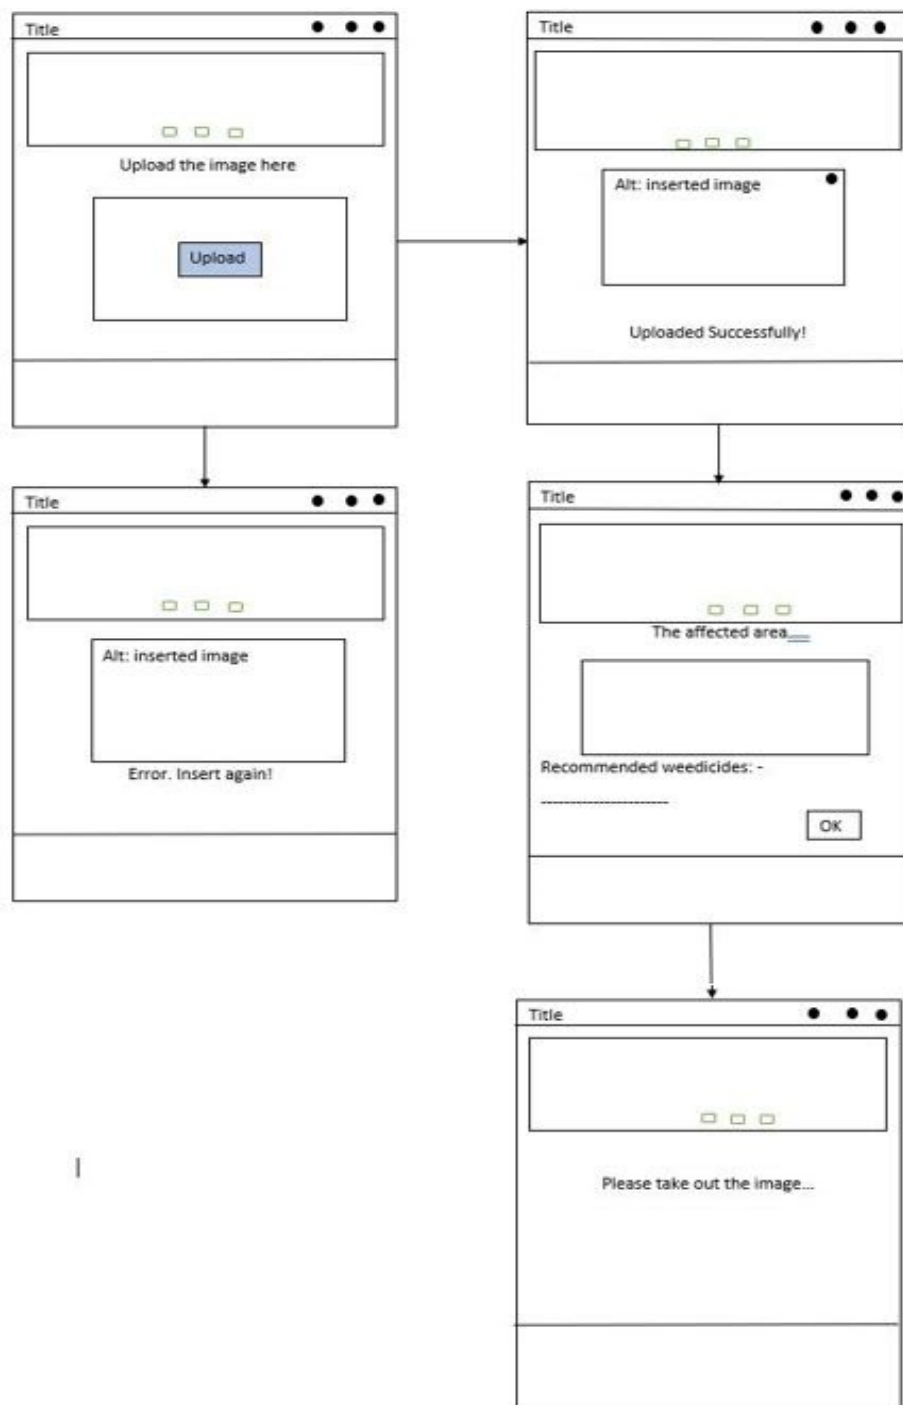 Title
Upload the image here
Upload
Title
Alt: inserted image
Uploaded Successfully!
Title
Alt: inserted image
Error. Insert again!
Title
The affected area__
Recommended weedicides: -
----------------------
OK
Title
Please take out the image...